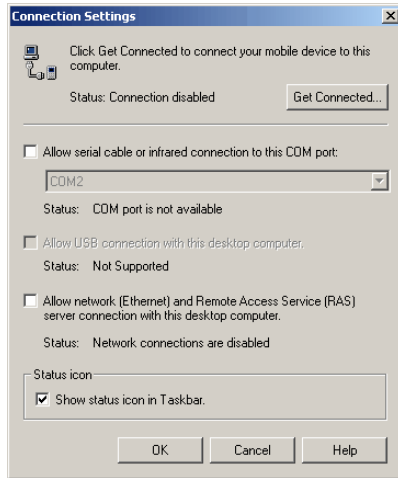 Connection Settings
Click Get Connected to connect your mobile device to this
computer.
Status: Connection disabled
Get Connected...
Allow serial cable or infrared connection to this COM port:
COM2
Status: COM port is not available
Allow USB connection with this desktop computer.
Status: Not Supported
Allow network (Ethernet) and Remote Access Service (RAS)
server connection with this desktop computer.
Status: Network connections are disabled
Status icon
Show status icon in Taskbar.
OK Cancel Help